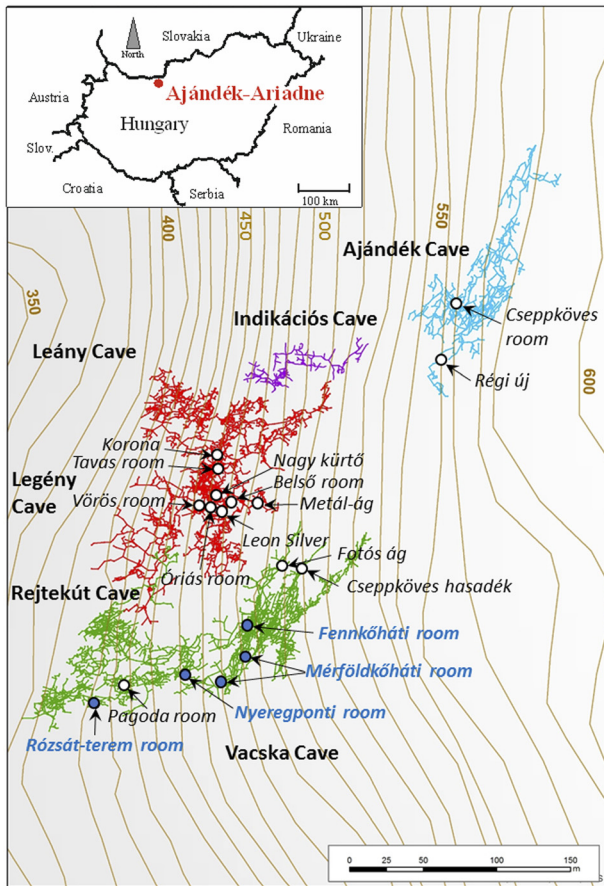 Slovakia
Ukraine
North
Austria
Ajándék-Ariadne
Hungary
Romania
Slov.
Croatia
Serbia
100 km
400
450
500
550
350
600
Ajándék Cave
Cseppköves
room
Régi új
Indikációs Cave
Leány Cave
Korona
Tavas room
Nagy kürtő
Belső room
Legény
Cave
Vörös room
Metál-ág
Leon Silver
Óriás room
Fotós ág
Cseppköves hasadék
Rejtekút Cave
Fennkőháti room
Mérföldkőháti room
Nyeregponti room
Pagoda room
Rózsát-terem room
Vacska Cave
0 25 50 100 150
m